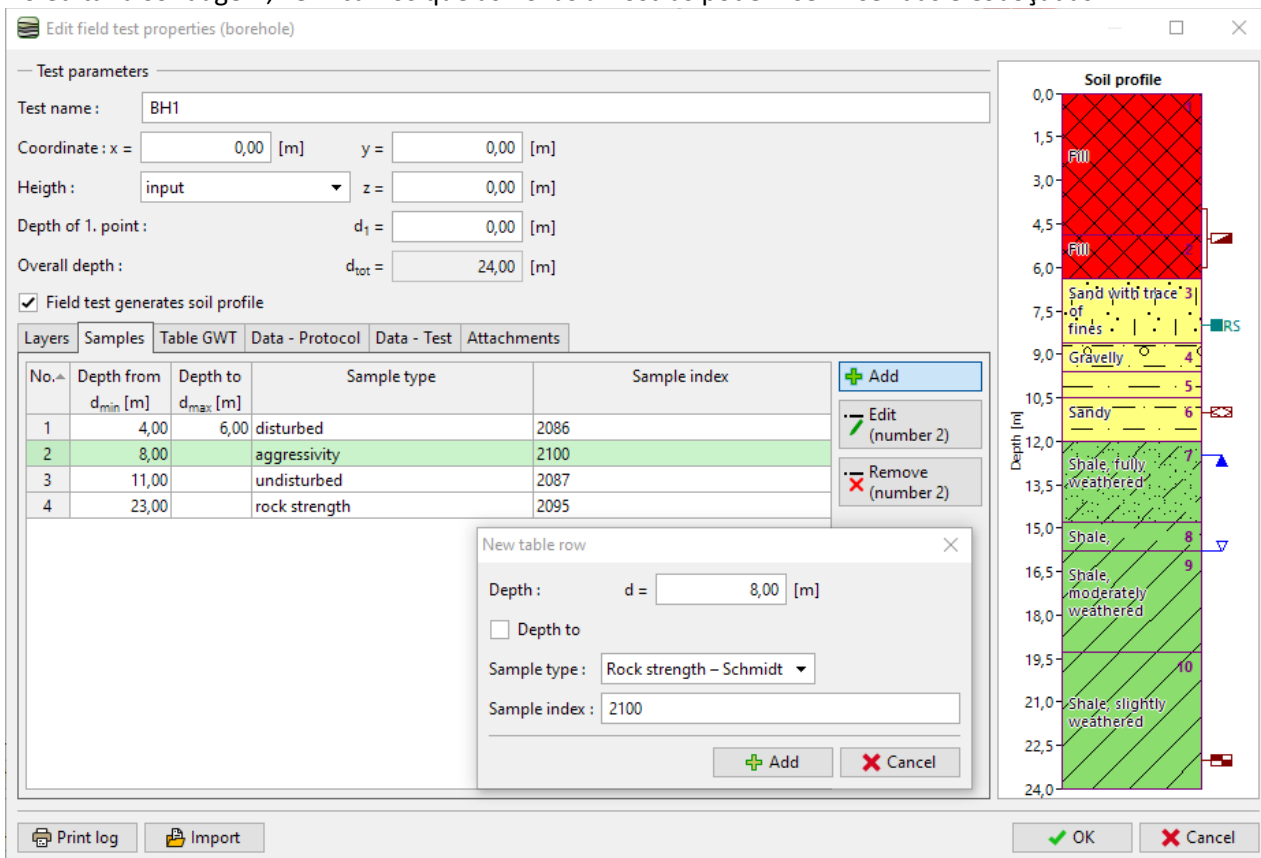 Edit field test properties (borehole)
Test parameters
Test name : BH1
Coordinate : x = 0,00 [m] y = 0,00 [m]
Heigth : input z = 0,00 [m]
Depth of 1. point : d1 = 0,00 [m]
Overall depth : dtot = 24,00 [m]
Field test generates soil profile
Layers Samples Table GWT Data - Protocol Data - Test Attachments
No. Depth from Depth to Sample type Sample index
dmin [m] dmax [m]
1 4,00 6,00 disturbed 2086
2 8,00 aggressivity 2100
3 11,00 undisturbed 2087
4 23,00 rock strength 2095
Add
Edit
(number 2)
Remove
(number 2)
New table row
Depth : d = 8,00 [m]
Depth to
Sample type : Rock strength – Schmidt
Sample index : 2100
Add Cancel
Print log Import
OK Cancel
Soil profile
Depth [m]
0,0
1,5
3,0
4,5
6,0
7,5
9,0
10,5
12,0
13,5
15,0
16,5
18,0
19,5
21,0
22,5
24,0
1
Fill
2
Fill
Sand with trace 3
of
fines
RS
Gravelly 4
5
Sandy 6
7
Shale, fully
weathered
Shale, 8
9
Shale,
moderately
weathered
10
Shale, slightly
weathered